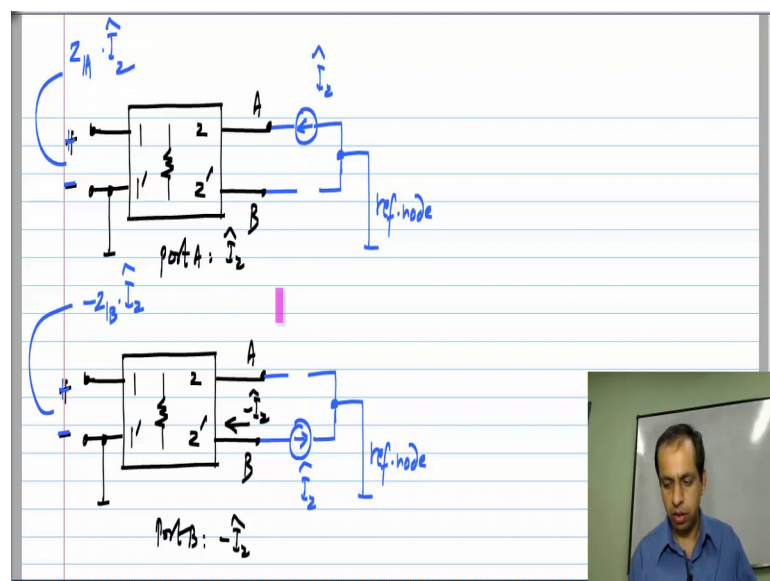 Z₁A · Î₂
Î₂
A
1 2
+
-
1' 2'
B
ref. node
Port A : Î₂
-Z₁B · Î₂
A
1 2
+
-Î₂
-
1' 2'
B
Î₂
ref. node
Port B : -Î₂